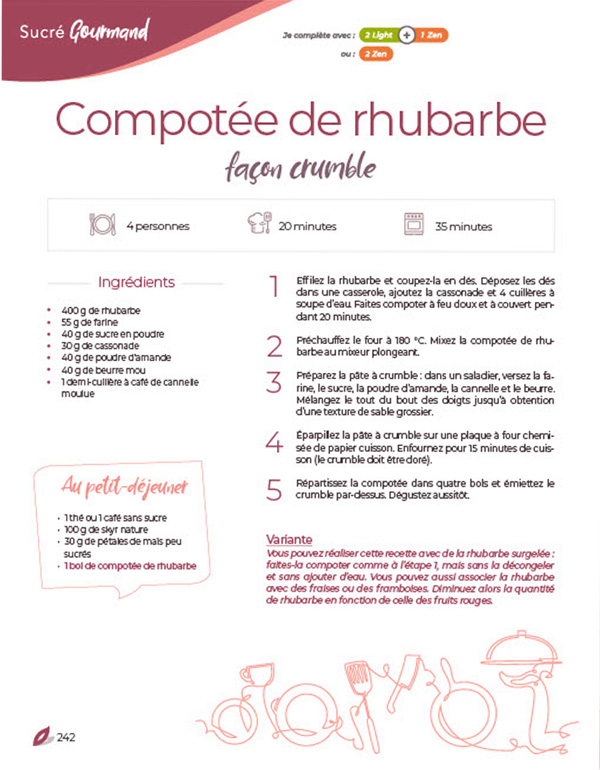 Sucré Gourmand
Je complète avec : 2 Light + 1 Zen
ou : 2 Zen
Compotée de rhubarbe
façon crumble
4 personnes
20 minutes
35 minutes
Ingrédients
• 400 g de rhubarbe
• 55 g de farine
• 40 g de sucre en poudre
• 30 g de cassonade
• 40 g de poudre d'amande
• 40 g de beurre mou
• 1 demi-cuillère à café de cannelle
moulue
Au petit-déjeuner
• 1 thé ou 1 café sans sucre
• 100 g de skyr nature
• 30 g de pétales de maïs peu
sucrés
• 1 bol de compotée de rhubarbe
1 Effilez la rhubarbe et coupez-la en dés. Déposez les dés
dans une casserole, ajoutez la cassonade et 4 cuillères à
soupe d'eau. Faites compoter à feu doux et à couvert pen-
dant 20 minutes.
2 Préchauffez le four à 180 °C. Mixez la compotée de rhu-
barbe au mixeur plongeant.
3 Préparez la pâte à crumble : dans un saladier, versez la fa-
rine, le sucre, la poudre d'amande, la cannelle et le beurre.
Mélangez le tout du bout des doigts jusqu'à obtention
d'une texture de sable grossier.
4 Éparpillez la pâte à crumble sur une plaque à four chemi-
sée de papier cuisson. Enfournez pour 15 minutes de cuis-
son (le crumble doit être doré).
5 Répartissez la compotée dans quatre bols et émiettez le
crumble par-dessus. Dégustez aussitôt.
Variante
Vous pouvez réaliser cette recette avec de la rhubarbe surgelée :
faites-la compoter comme à l'étape 1, mais sans la décongeler
et sans ajouter d'eau. Vous pouvez aussi associer la rhubarbe
avec des fraises ou des framboises. Diminuez alors la quantité
de rhubarbe en fonction de celle des fruits rouges.
242